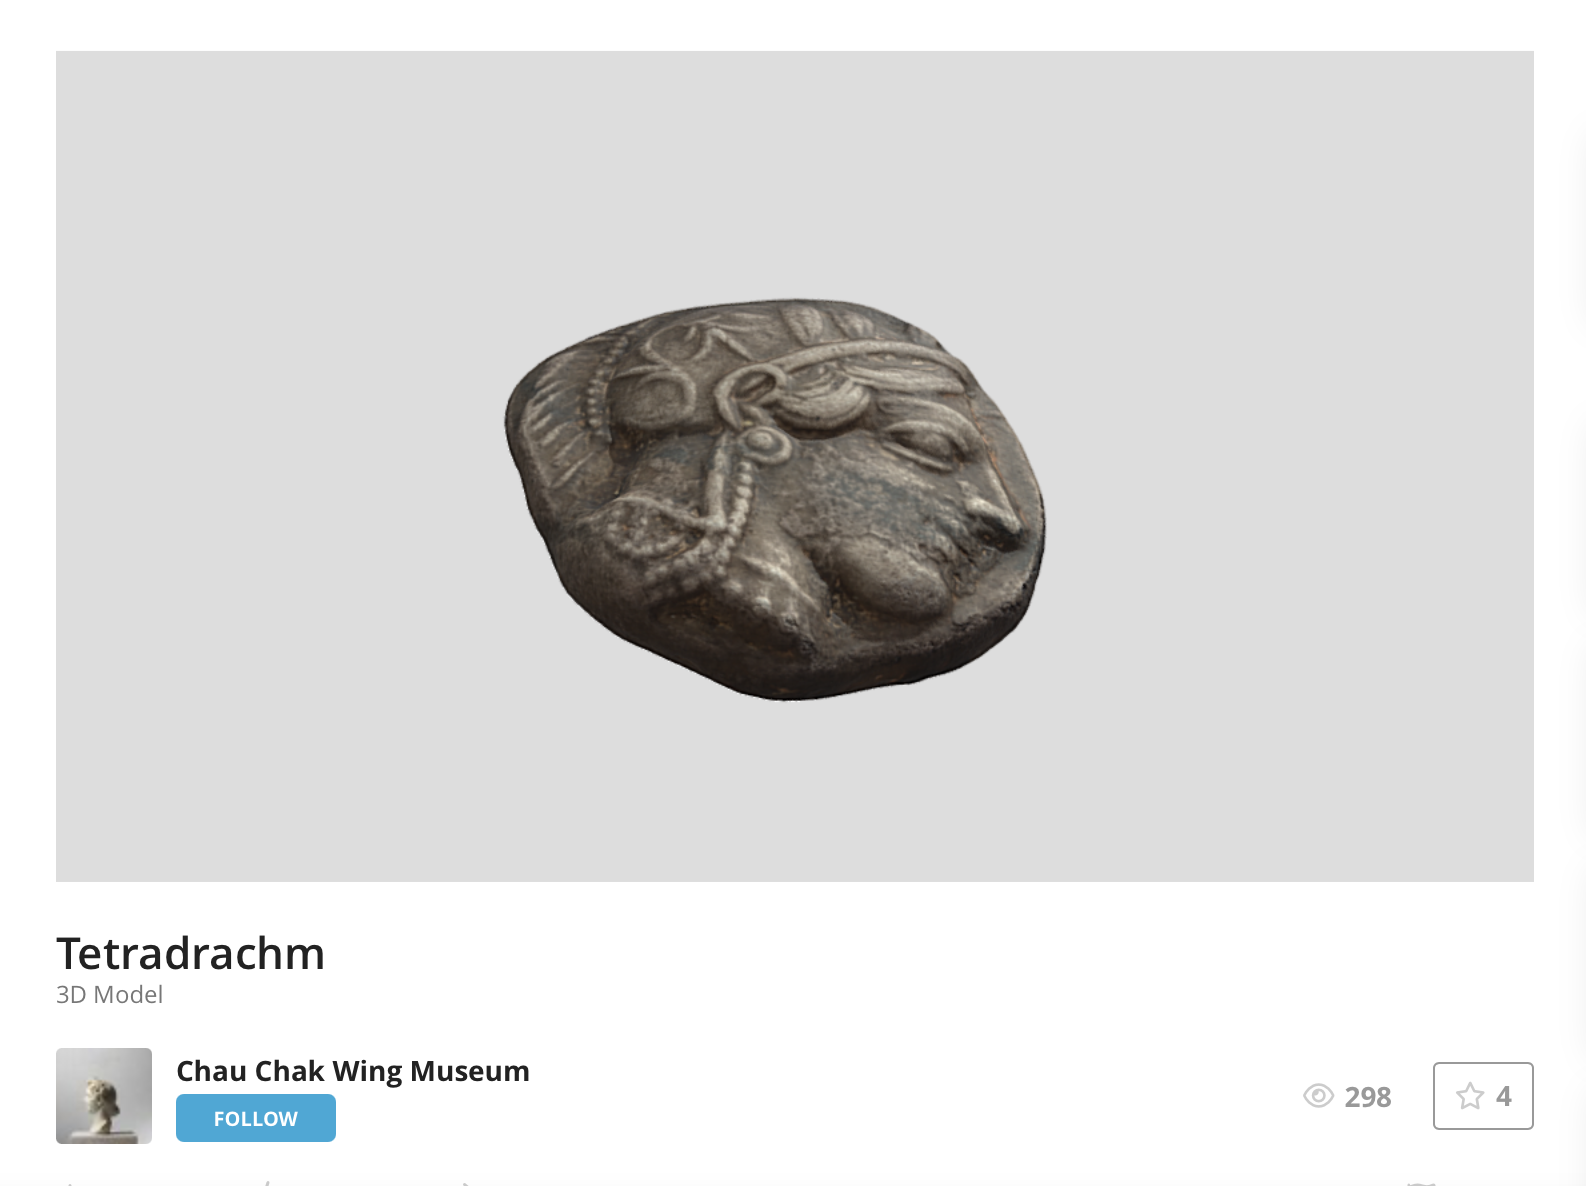 Tetradrachm
3D Model
Chau Chak Wing Museum
FOLLOW
298
4